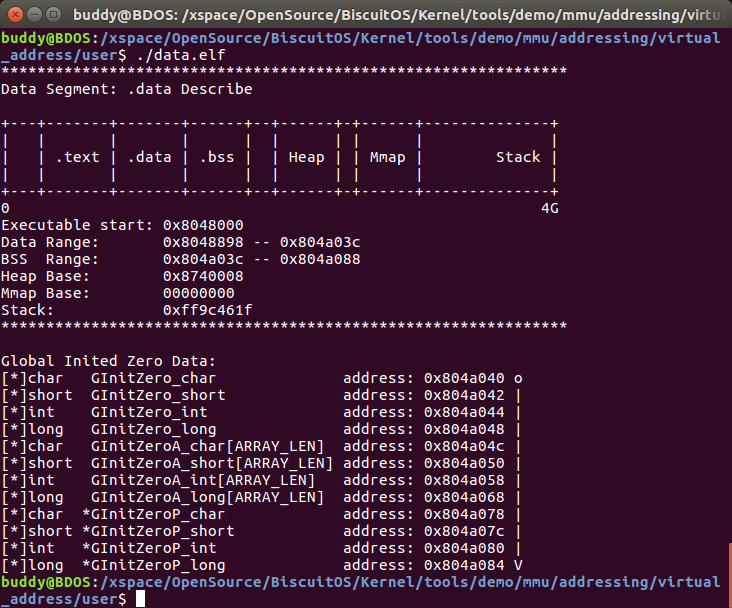 buddy@BDOS: /xspace/OpenSource/BiscuitOS/Kernel/tools/demo/mmu/addressing/virtua
buddy@BDOS:/xspace/OpenSource/BiscuitOS/Kernel/tools/demo/mmu/addressing/virtual
_address/user$ ./data.elf
***************************************************************
Data Segment: .data Describe
+---+-------+-------+------+--+------+--+------+--------------+
|   |       |       |      |  |      | |       |              |
|   | .text | .data | .bss |  | Heap | | Mmap |        Stack |
|   |       |       |      |  |      | |       |              |
+---+-------+-------+------+--+------+--+------+--------------+
0                                                           4G
Executable start: 0x8048000
Data Range:       0x8048898 -- 0x804a03c
BSS  Range:       0x804a03c -- 0x804a088
Heap Base:        0x8740008
Mmap Base:        00000000
Stack:            0xff9c461f
***************************************************************
Global Inited Zero Data:
[*]char   GInitZero_char              address: 0x804a040 o
[*]short  GInitZero_short             address: 0x804a042 |
[*]int    GInitZero_int               address: 0x804a044 |
[*]long   GInitZero_long              address: 0x804a048 |
[*]char   GInitZeroA_char[ARRAY_LEN]  address: 0x804a04c |
[*]short  GInitZeroA_short[ARRAY_LEN] address: 0x804a050 |
[*]int    GInitZeroA_int[ARRAY_LEN]   address: 0x804a058 |
[*]long   GInitZeroA_long[ARRAY_LEN]  address: 0x804a068 |
[*]char  *GInitZeroP_char             address: 0x804a078 |
[*]short *GInitZeroP_short            address: 0x804a07c |
[*]int   *GInitZeroP_int              address: 0x804a080 |
[*]long  *GInitZeroP_long             address: 0x804a084 V
buddy@BDOS:/xspace/OpenSource/BiscuitOS/Kernel/tools/demo/mmu/addressing/virtual
_address/user$